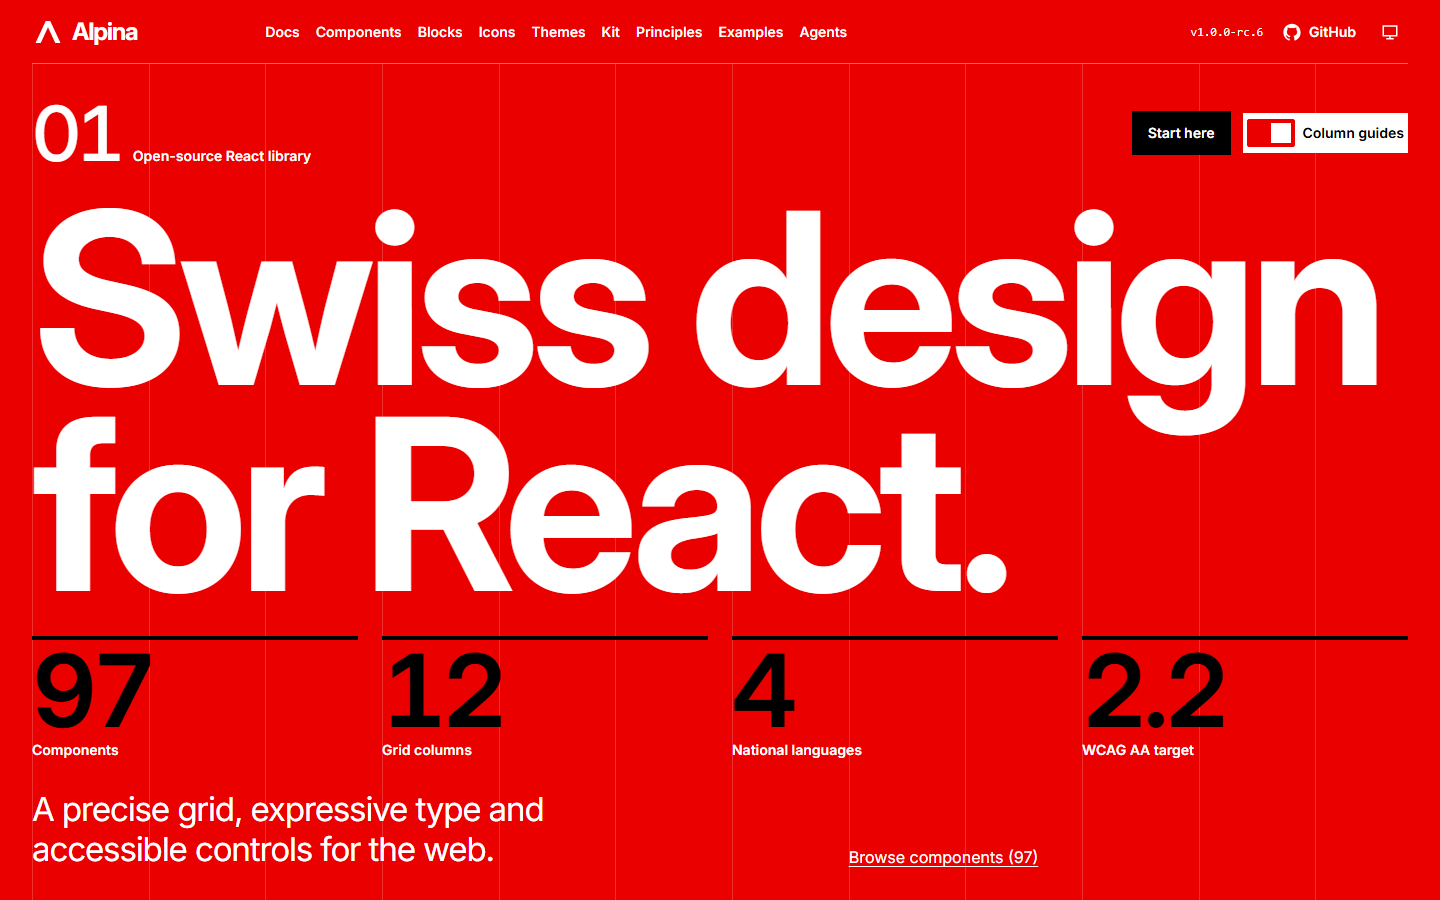 Alpina
Docs Components Blocks Icons Themes Kit Principles Examples Agents
v1.0.0-rc.6 GitHub
01 Open-source React library
Start here
Column guides
Swiss design
for React.
97
Components
12
Grid columns
4
National languages
2.2
WCAG AA target
A precise grid, expressive type and
accessible controls for the web.
Browse components (97)